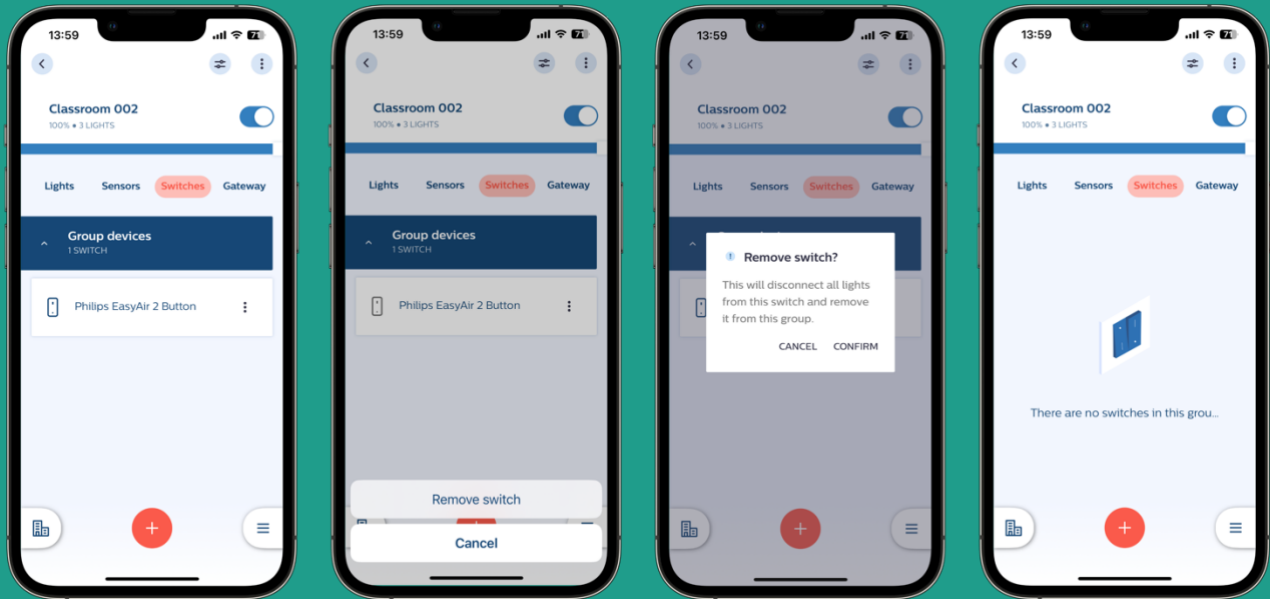 13:59
71
Classroom 002
100% • 3 LIGHTS
Lights Sensors Switches Gateway
Group devices
1 SWITCH
Philips EasyAir 2 Button
13:59
71
Classroom 002
100% • 3 LIGHTS
Lights Sensors Switches Gateway
Group devices
1 SWITCH
Philips EasyAir 2 Button
Remove switch
Cancel
13:59
71
Classroom 002
100% • 3 LIGHTS
Lights Sensors Switches Gateway
Remove switch?
This will disconnect all lights
from this switch and remove
it from this group.
CANCEL CONFIRM
13:59
71
Classroom 002
100% • 3 LIGHTS
Lights Sensors Switches Gateway
There are no switches in this grou...